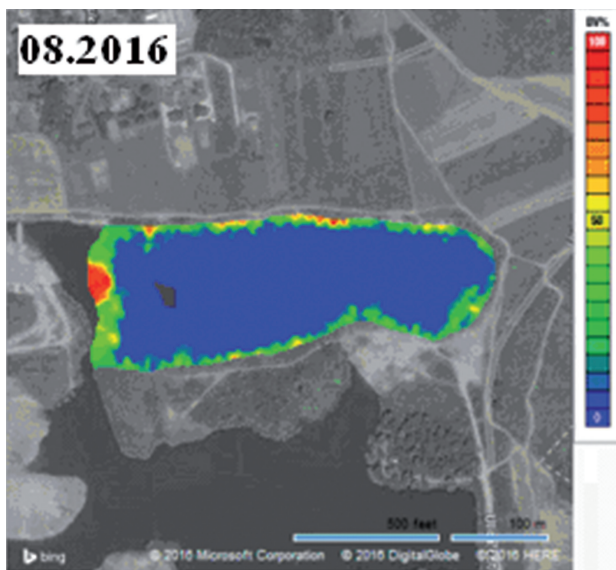 08.2016
BV%
100
50
0
500 feet 100 m
bing © 2016 Microsoft Corporation © 2016 DigitalGlobe © 2016 HERE